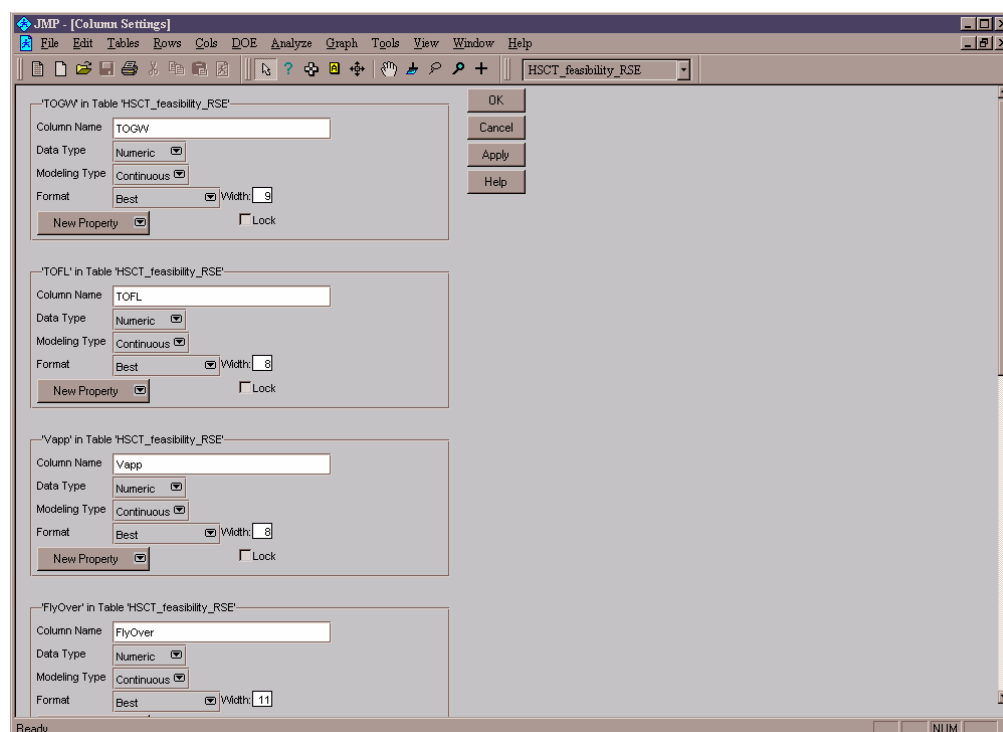 JMP - [Column Settings]
File Edit Tables Rows Cols DOE Analyze Graph Tools View Window Help
HSCT_feasibility_RSE
'TOGW' in Table 'HSCT_feasibility_RSE'
Column Name TOGW
Data Type Numeric
Modeling Type Continuous
Format Best Width: 9
New Property Lock
OK
Cancel
Apply
Help
'TOFL' in Table 'HSCT_feasibility_RSE'
Column Name TOFL
Data Type Numeric
Modeling Type Continuous
Format Best Width: 8
New Property Lock
'Vapp' in Table 'HSCT_feasibility_RSE'
Column Name Vapp
Data Type Numeric
Modeling Type Continuous
Format Best Width: 8
New Property Lock
'FlyOver' in Table 'HSCT_feasibility_RSE'
Column Name FlyOver
Data Type Numeric
Modeling Type Continuous
Format Best Width: 11
Ready NUM